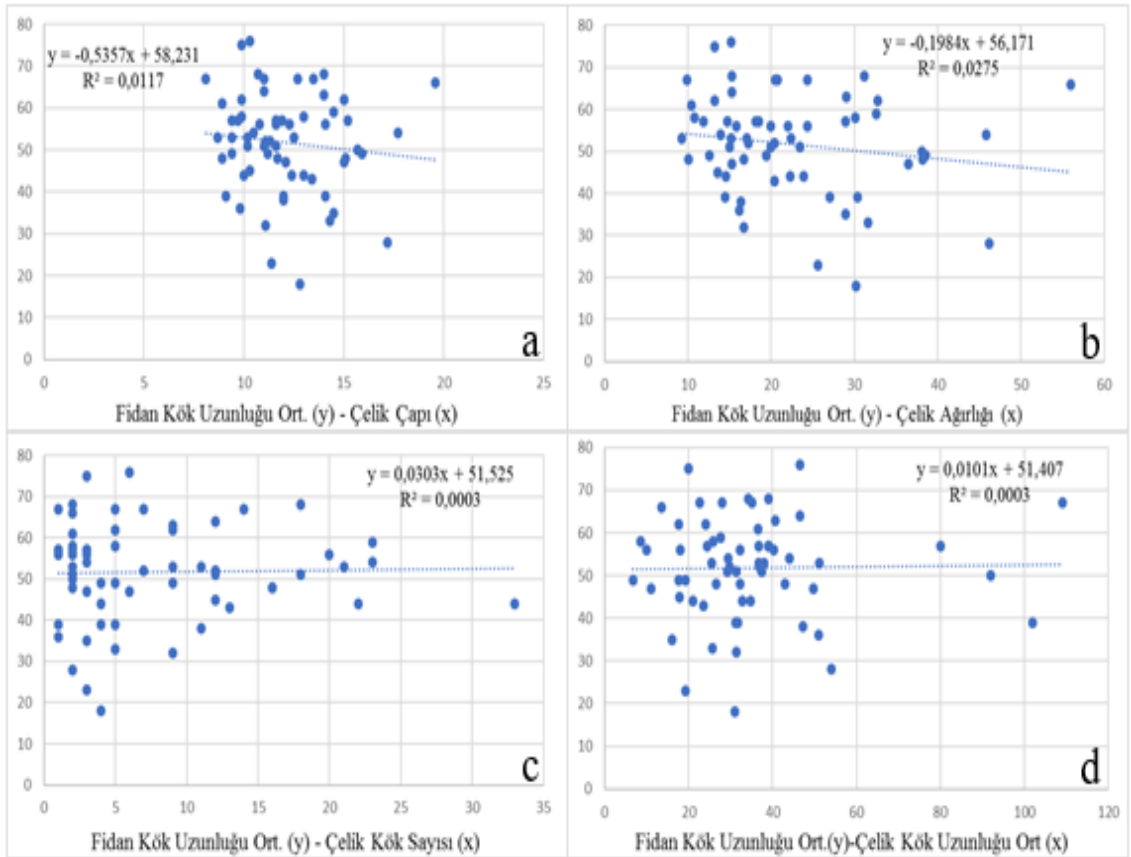 80
70
60
50
40
30
20
10
0
y = -0,5357x + 58,231
R² = 0,0117
a
0 5 10 15 20 25
Fidan Kök Uzunluğu Ort. (y) - Çelik Çapı (x)
80
70
60
50
40
30
20
10
0
y = -0,1984x + 56,171
R² = 0,0275
b
0 10 20 30 40 50 60
Fidan Kök Uzunluğu Ort. (y) - Çelik Ağırlığı (x)
80
70
60
50
40
30
20
10
0
y = 0,0303x + 51,525
R² = 0,0003
c
0 5 10 15 20 25 30 35
Fidan Kök Uzunluğu Ort. (y) - Çelik Kök Sayısı (x)
80
70
60
50
40
30
20
10
0
y = 0,0101x + 51,407
R² = 0,0003
d
0 20 40 60 80 100 120
Fidan Kök Uzunluğu Ort.(y)-Çelik Kök Uzunluğu Ort (x)